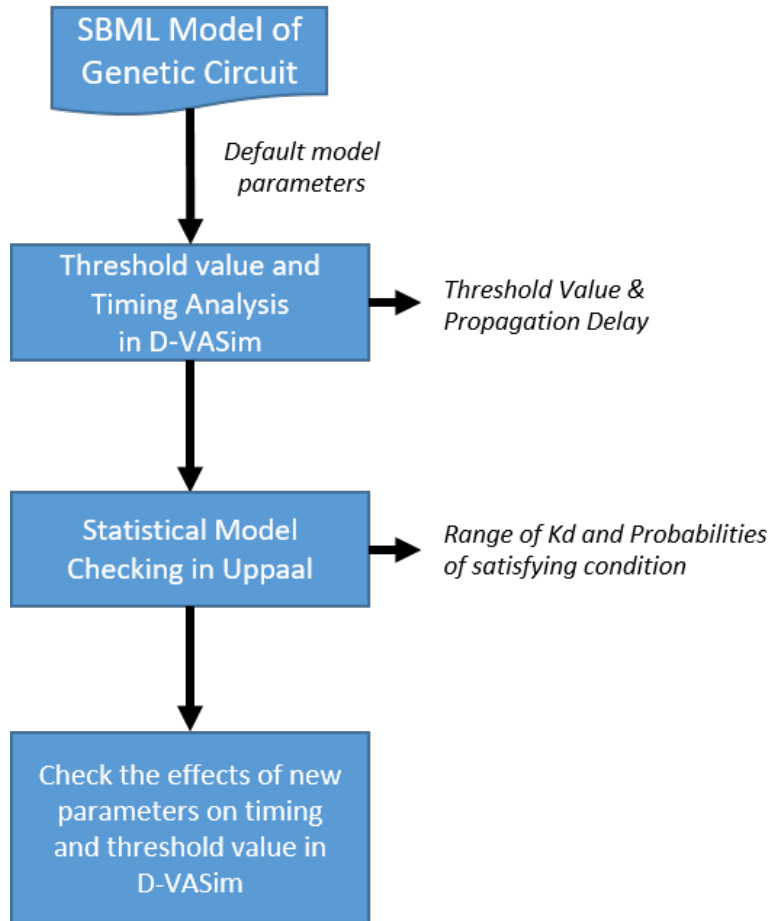 SBML Model of
Genetic Circuit
Default model
parameters
Threshold value and
Timing Analysis
in D-VASim
Threshold Value &
Propagation Delay
Statistical Model
Checking in Uppaal
Range of Kd and Probabilities
of satisfying condition
Check the effects of new
parameters on timing
and threshold value in
D-VASim